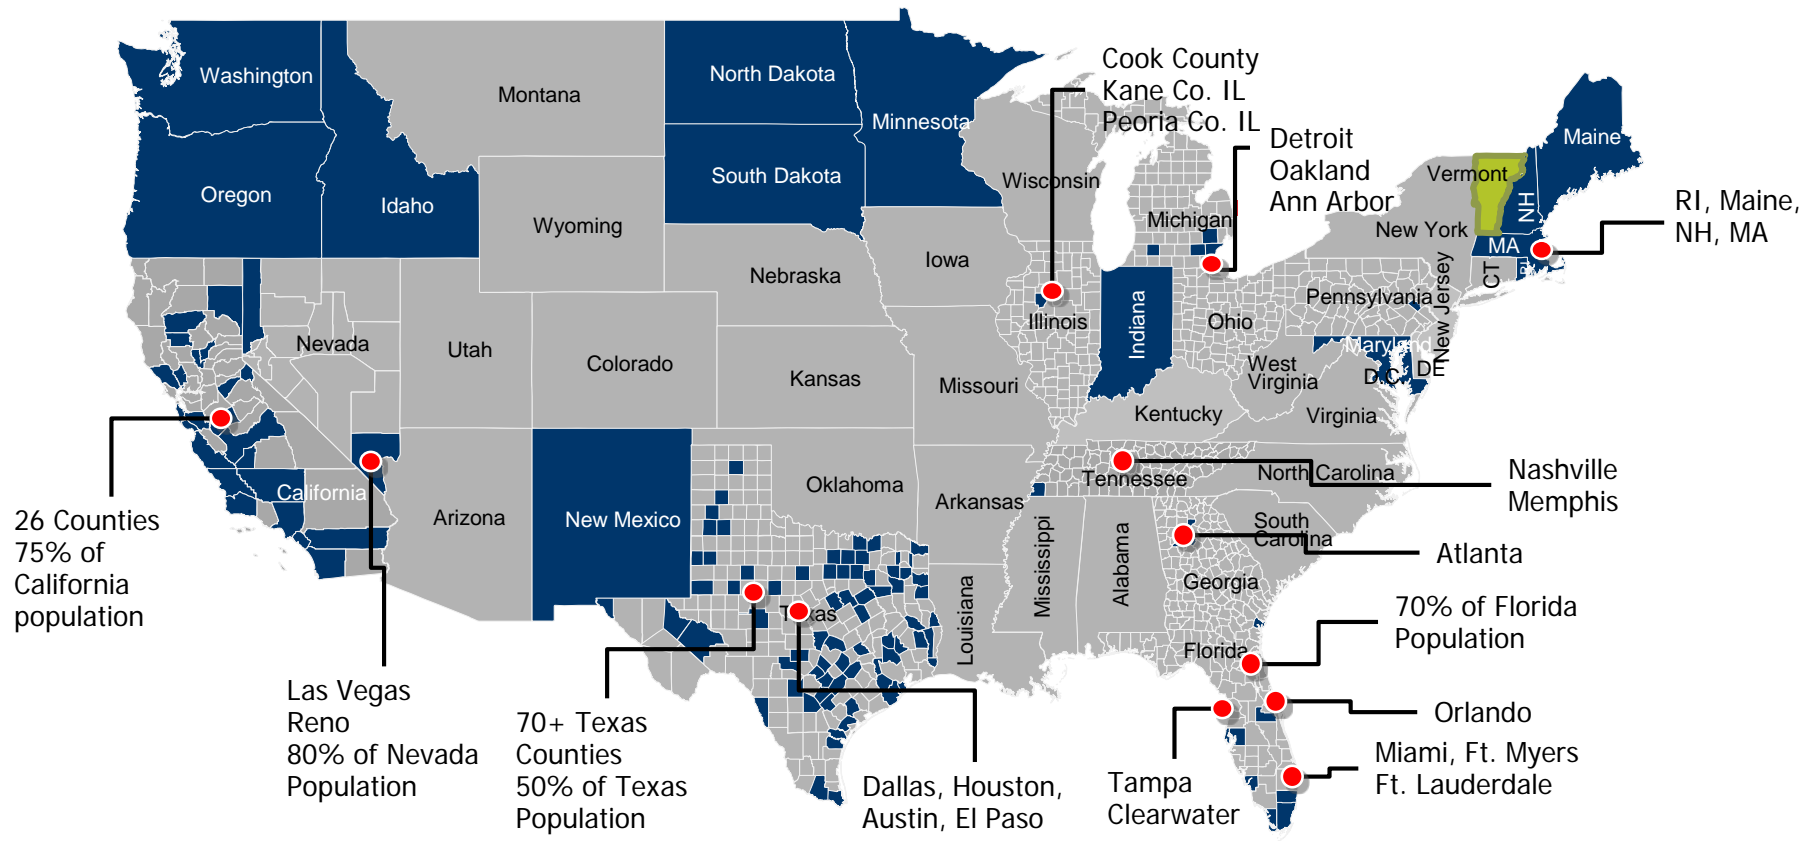 Washington
Montana
North Dakota
Minnesota
Oregon
Idaho
South Dakota
Wyoming
Wisconsin
Michigan
New York
Vermont
NH
Maine
MA
CT
RI
Nebraska
Iowa
Illinois
Indiana
Ohio
Pennsylvania
New Jersey
Maryland
DE
D.C.
West
Virginia
Virginia
Kentucky
Nevada
Utah
Colorado
Kansas
Missouri
California
Arizona
New Mexico
Oklahoma
Arkansas
Tennessee
North Carolina
South
Carolina
Texas
Louisiana
Mississippi
Alabama
Georgia
Florida
Cook County
Kane Co. IL
Peoria Co. IL
Detroit
Oakland
Ann Arbor
RI, Maine,
NH, MA
Nashville
Memphis
Atlanta
70% of Florida
Population
Orlando
Miami, Ft. Myers
Ft. Lauderdale
Tampa
Clearwater
Dallas, Houston,
Austin, El Paso
70+ Texas
Counties
50% of Texas
Population
Las Vegas
Reno
80% of Nevada
Population
26 Counties
75% of
California
population